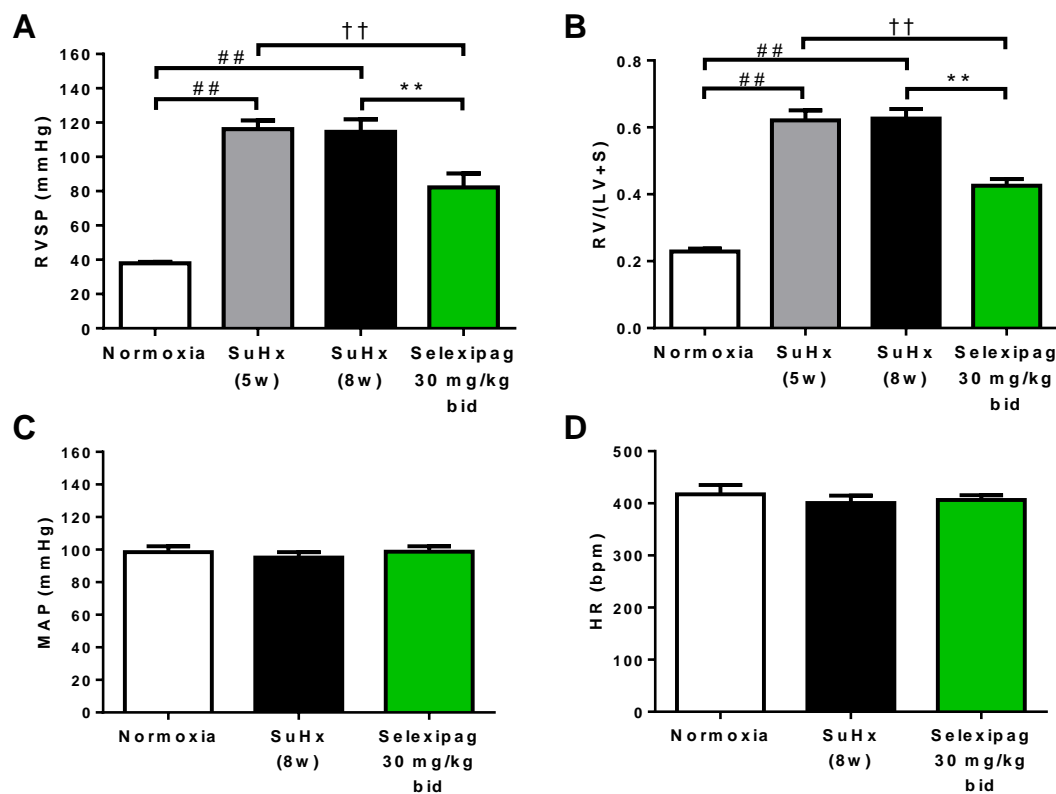 A
RVSP (mmHg)
160
140
120
100
80
60
40
20
0
††
##
##
**
Normoxia
SuHx
(5w)
SuHx
(8w)
Selexipag
30 mg/kg
bid
B
RV/(LV+S)
0.8
0.6
0.4
0.2
0.0
††
##
##
**
Normoxia
SuHx
(5w)
SuHx
(8w)
Selexipag
30 mg/kg
bid
C
MAP (mmHg)
160
140
120
100
80
60
40
20
0
Normoxia
SuHx
(8w)
Selexipag
30 mg/kg
bid
D
HR (bpm)
500
400
300
200
100
0
Normoxia
SuHx
(8w)
Selexipag
30 mg/kg
bid